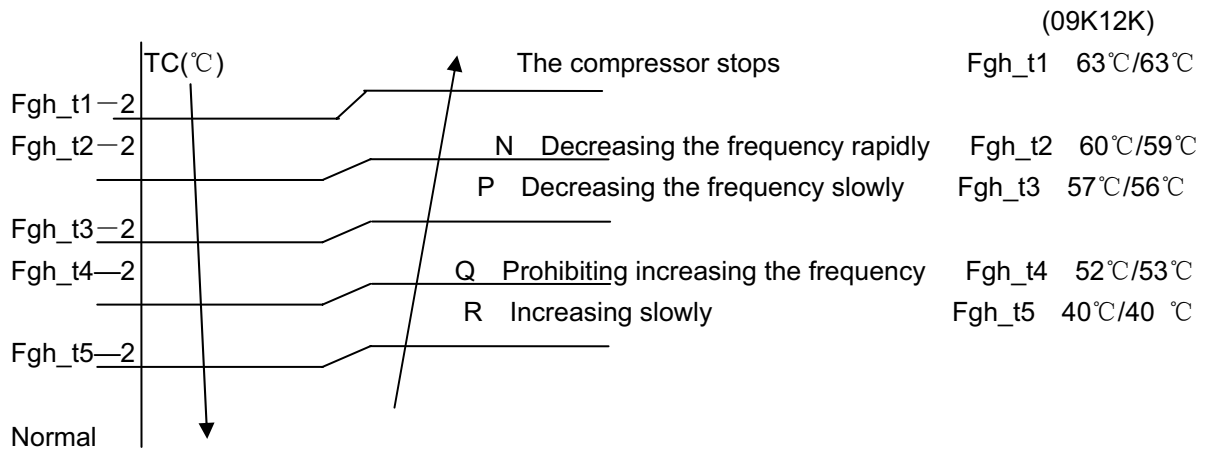 (09K12K)
TC(℃) The compressor stops Fgh_t1 63℃/63℃
Fgh_t1－2
Fgh_t2－2 N Decreasing the frequency rapidly Fgh_t2 60℃/59℃
P Decreasing the frequency slowly Fgh_t3 57℃/56℃
Fgh_t3－2
Fgh_t4—2 Q Prohibiting increasing the frequency Fgh_t4 52℃/53℃
R Increasing slowly Fgh_t5 40℃/40 ℃
Fgh_t5—2
Normal